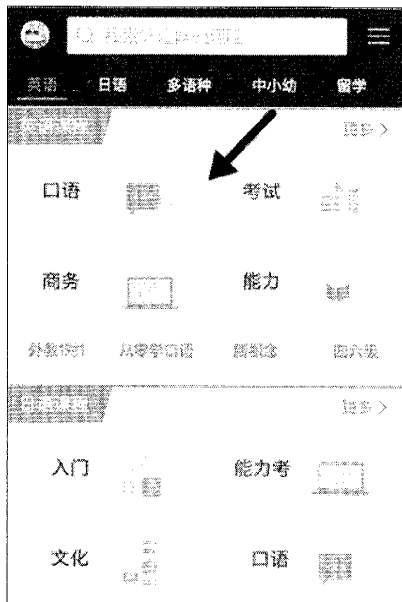 英语 日语 多语种 中小幼 留学
更多 >
口语 考试
商务 能力
外教1对1 从零学口语 新概念 四六级
更多 >
入门 能力考
文化 口语